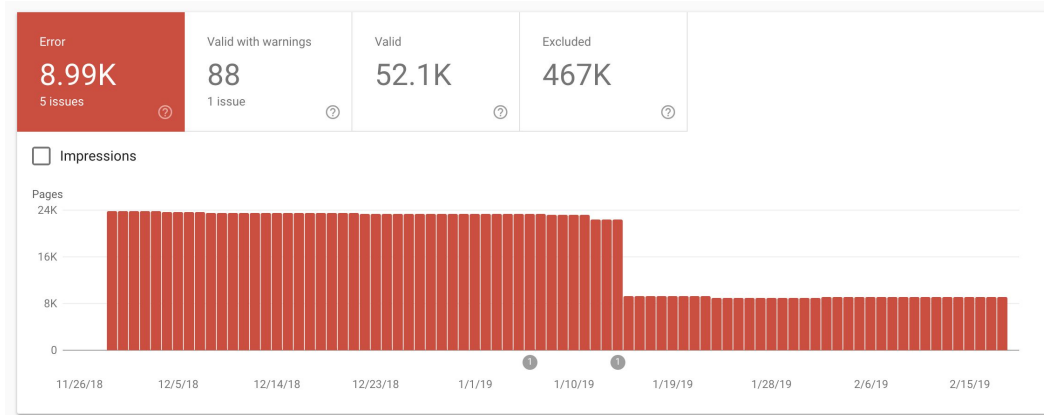 Error
8.99K
5 issues
Valid with warnings
88
1 issue
Valid
52.1K
Excluded
467K
Impressions
Pages
24K
16K
8K
0
1
1
11/26/18 12/5/18 12/14/18 12/23/18 1/1/19 1/10/19 1/19/19 1/28/19 2/6/19 2/15/19